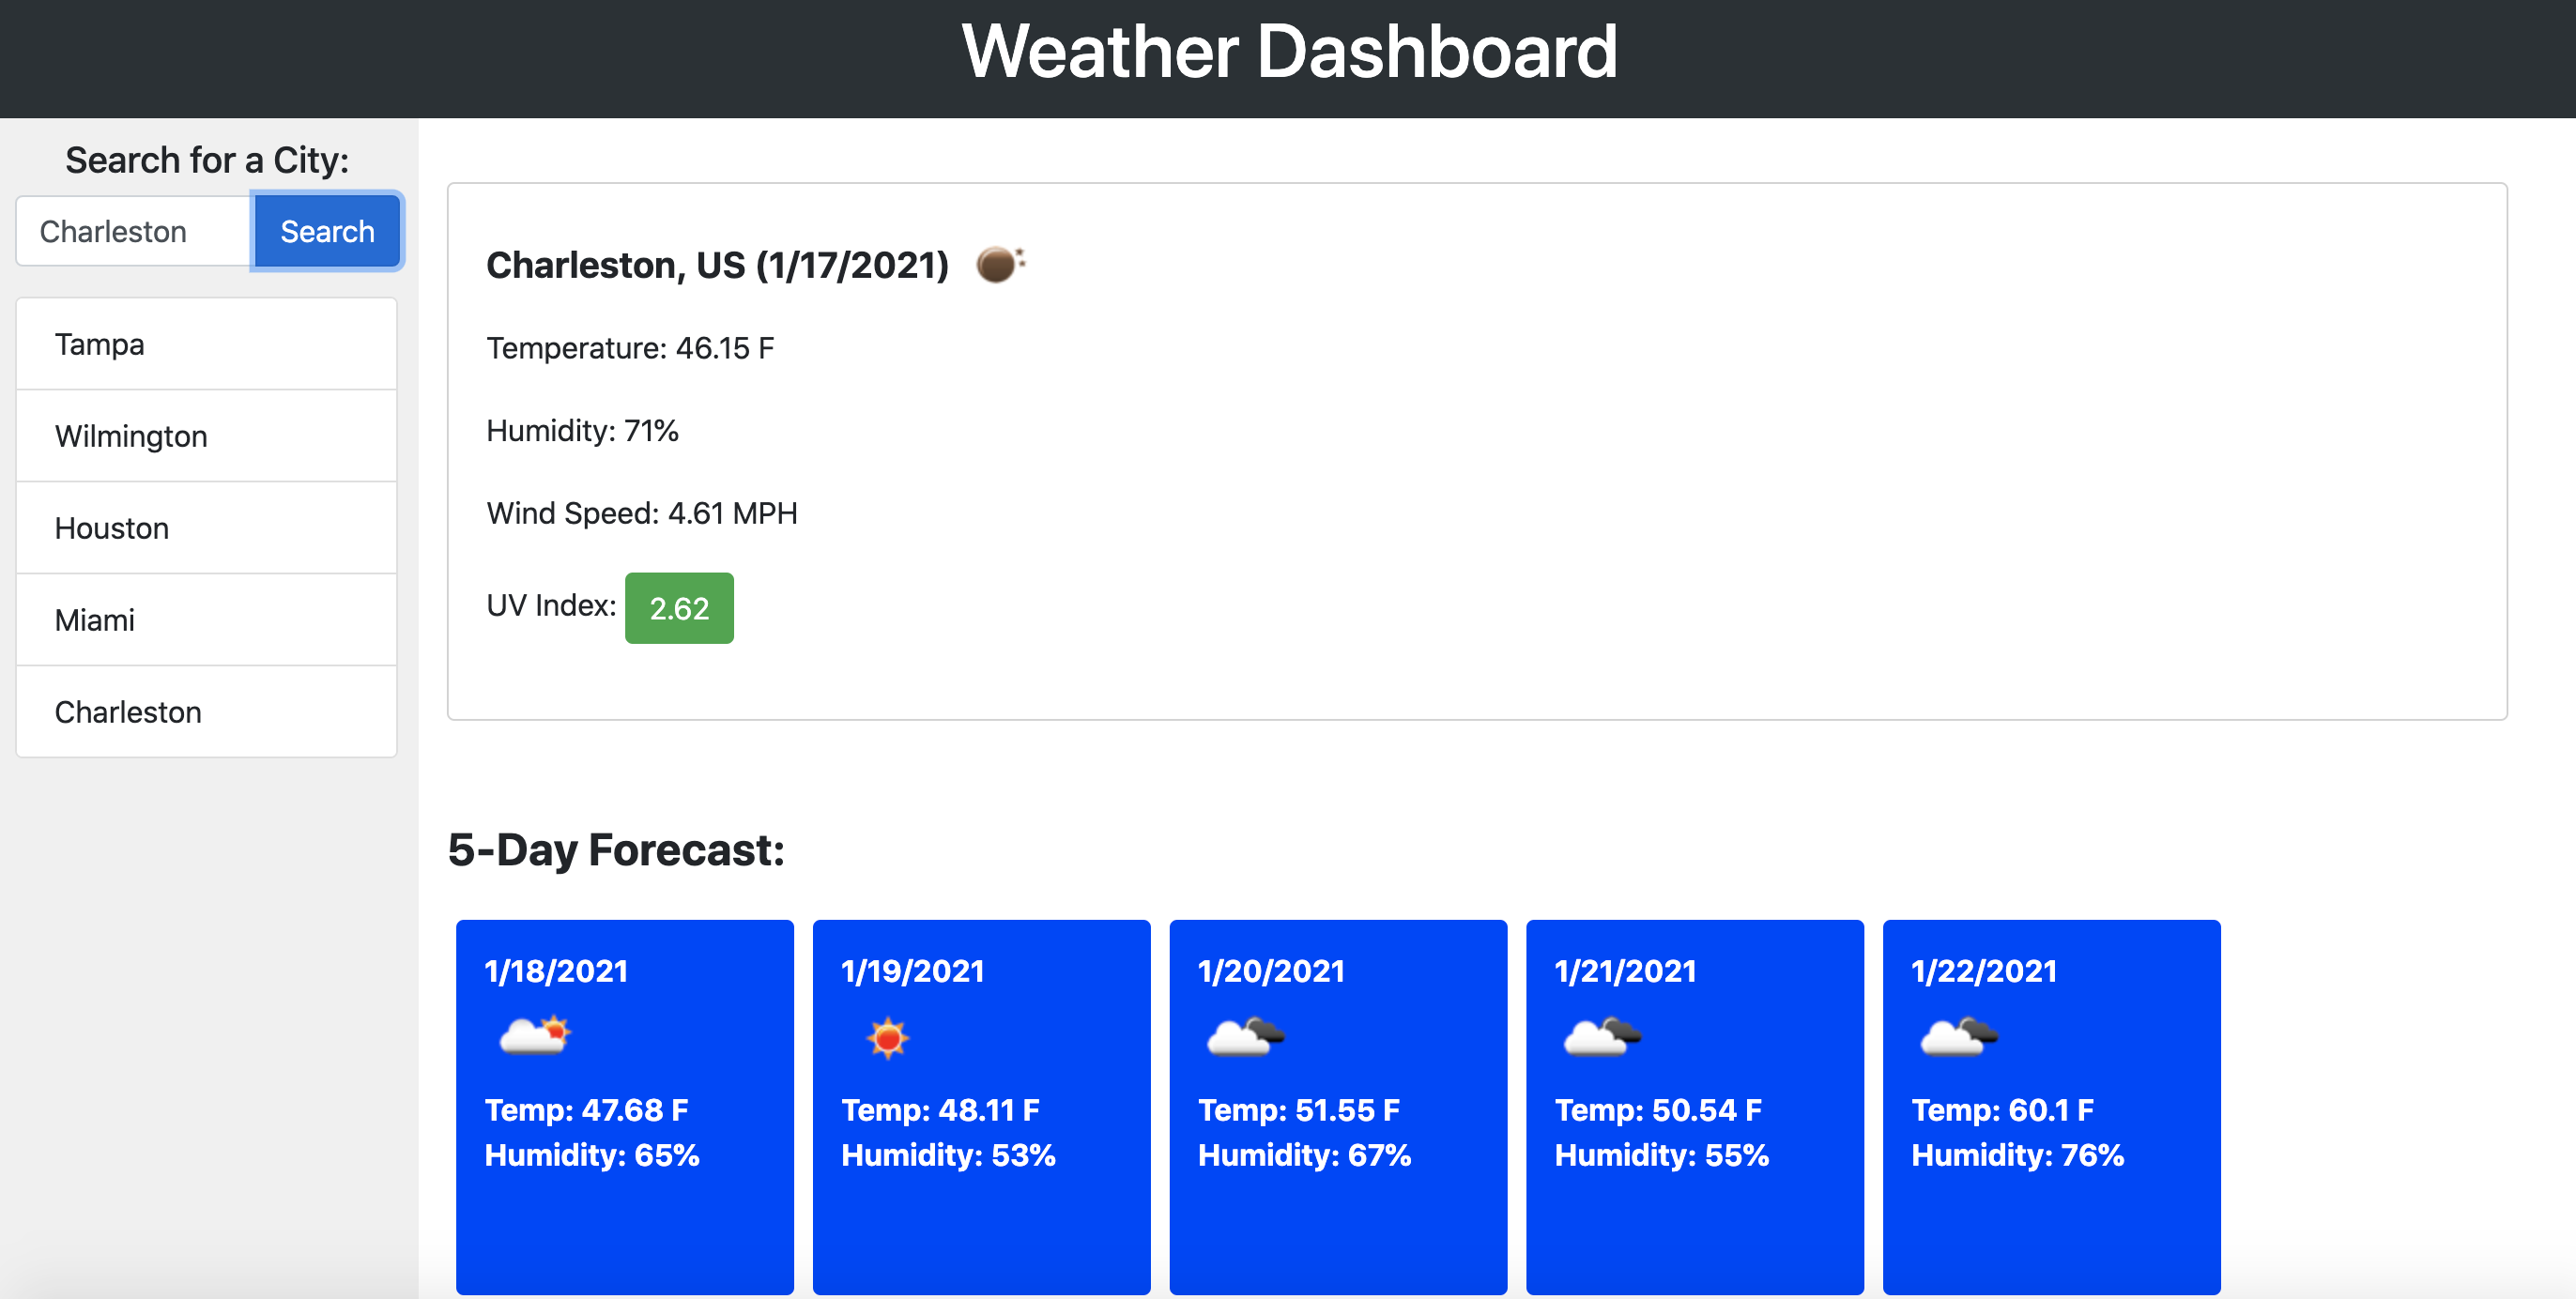 Weather Dashboard
Search for a City:
Charleston Search
Tampa
Wilmington
Houston
Miami
Charleston
Charleston, US (1/17/2021)
Temperature: 46.15 F
Humidity: 71%
Wind Speed: 4.61 MPH
UV Index: 2.62
5-Day Forecast:
1/18/2021
Temp: 47.68 F
Humidity: 65%
1/19/2021
Temp: 48.11 F
Humidity: 53%
1/20/2021
Temp: 51.55 F
Humidity: 67%
1/21/2021
Temp: 50.54 F
Humidity: 55%
1/22/2021
Temp: 60.1 F
Humidity: 76%